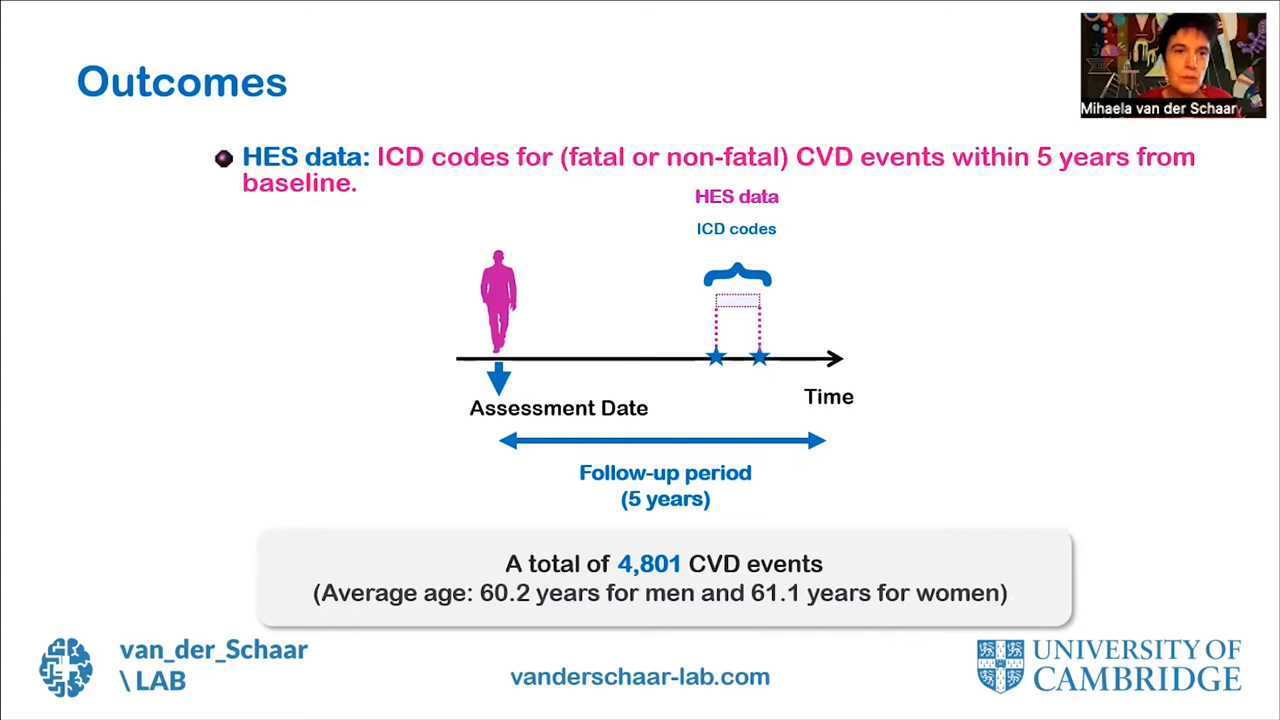 Outcomes
Mihaela van der Schaar
HES data: ICD codes for (fatal or non-fatal) CVD events within 5 years from
baseline.
HES data
ICD codes
Assessment Date
Time
Follow-up period
(5 years)
A total of 4,801 CVD events
(Average age: 60.2 years for men and 61.1 years for women)
van_der_Schaar
\ LAB
vanderschaar-lab.com
UNIVERSITY OF
CAMBRIDGE